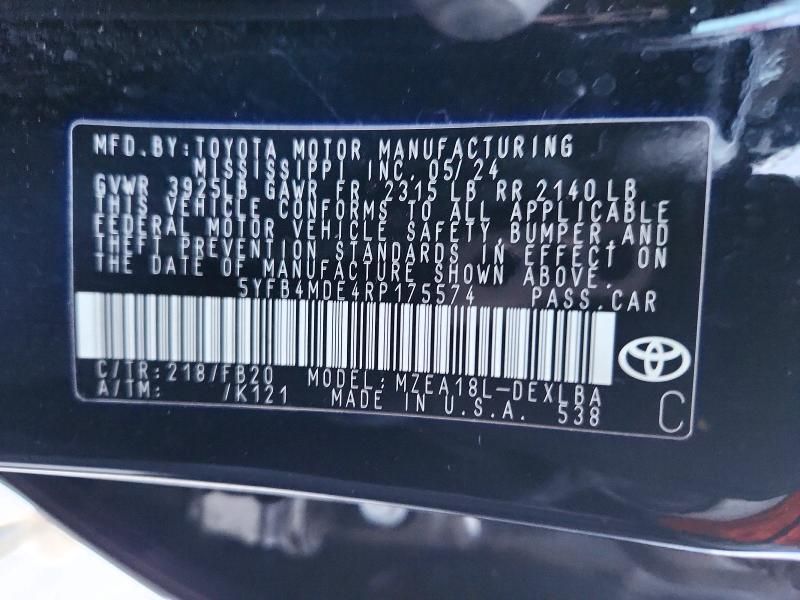 MFD.BY:TOYOTA MOTOR MANUFACTURING
MISSISSIPPI INC. 05/24
GVWR 3925LB GAWR FR 2315 LB RR 2140 LB
THIS VEHICLE CONFORMS TO ALL APPLICABLE
FEDERAL MOTOR VEHICLE SAFETY,BUMPER,AND
THEFT PREVENTION STANDARDS IN EFFECT ON
THE DATE OF MANUFACTURE SHOWN ABOVE.
5YFB4MDE4RP175574 PASS.CAR
C/TR:218/FB20 MODEL:MZEA18L-DEXLBA
A/TM: /K121 MADE IN U.S.A. 538
C